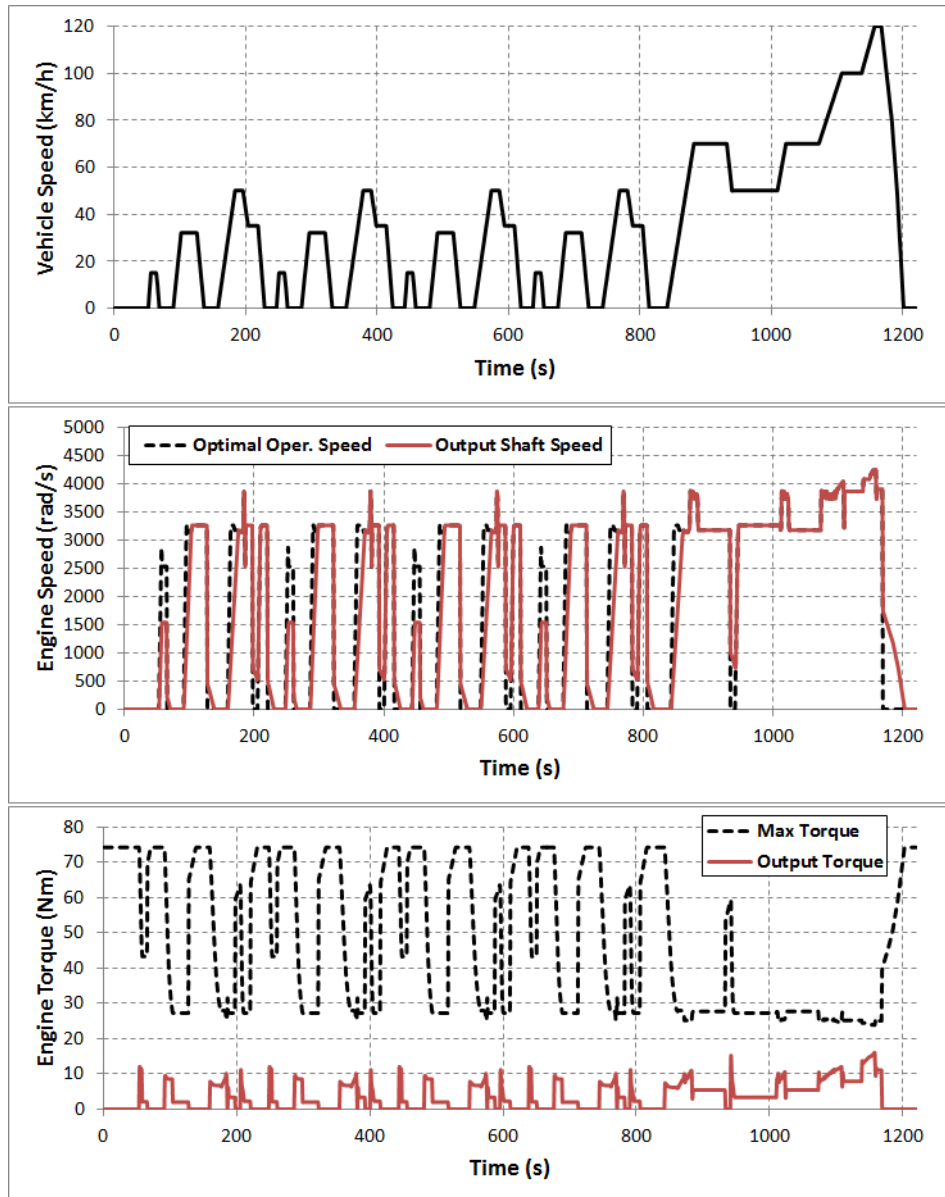 120
100
80
60
40
20
0
Vehicle Speed (km/h)
0 200 400 600 800 1000 1200
Time (s)
5000
4500
4000
3500
3000
2500
2000
1500
1000
500
0
Engine Speed (rad/s)
Optimal Oper. Speed Output Shaft Speed
0 200 400 600 800 1000 1200
Time (s)
80
70
60
50
40
30
20
10
0
Engine Torque (Nm)
Max Torque
Output Torque
0 200 400 600 800 1000 1200
Time (s)